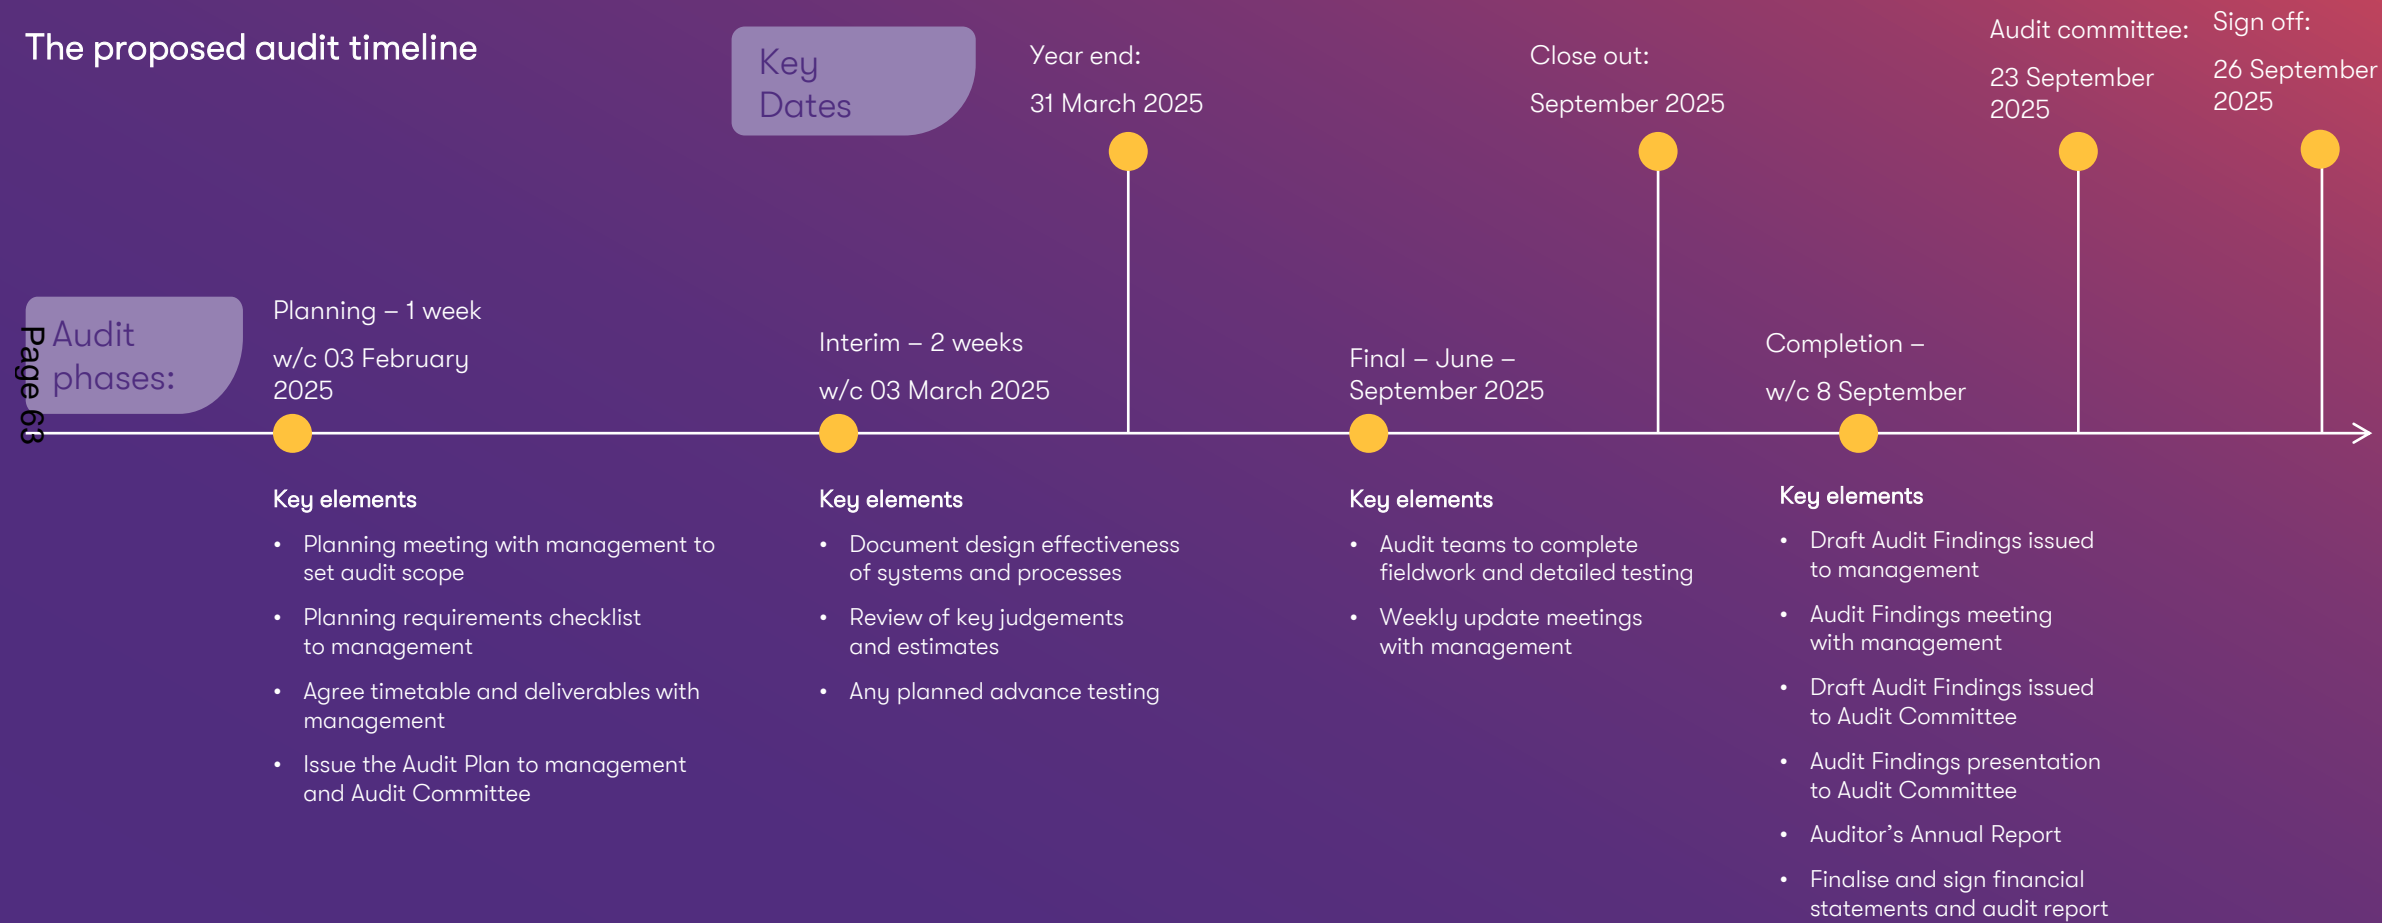 The proposed audit timeline
Key
Dates
Year end:
31 March 2025
Close out:
September 2025
Audit committee:
23 September
2025
Sign off:
26 September
2025
Page 63
Audit
phases:
Planning – 1 week
w/c 03 February
2025
Interim – 2 weeks
w/c 03 March 2025
Final – June –
September 2025
Completion –
w/c 8 September
Key elements
• Planning meeting with management to
set audit scope
• Planning requirements checklist
to management
• Agree timetable and deliverables with
management
• Issue the Audit Plan to management
and Audit Committee
Key elements
• Document design effectiveness
of systems and processes
• Review of key judgements
and estimates
• Any planned advance testing
Key elements
• Audit teams to complete
fieldwork and detailed testing
• Weekly update meetings
with management
Key elements
• Draft Audit Findings issued
to management
• Audit Findings meeting
with management
• Draft Audit Findings issued
to Audit Committee
• Audit Findings presentation
to Audit Committee
• Auditor’s Annual Report
• Finalise and sign financial
statements and audit report